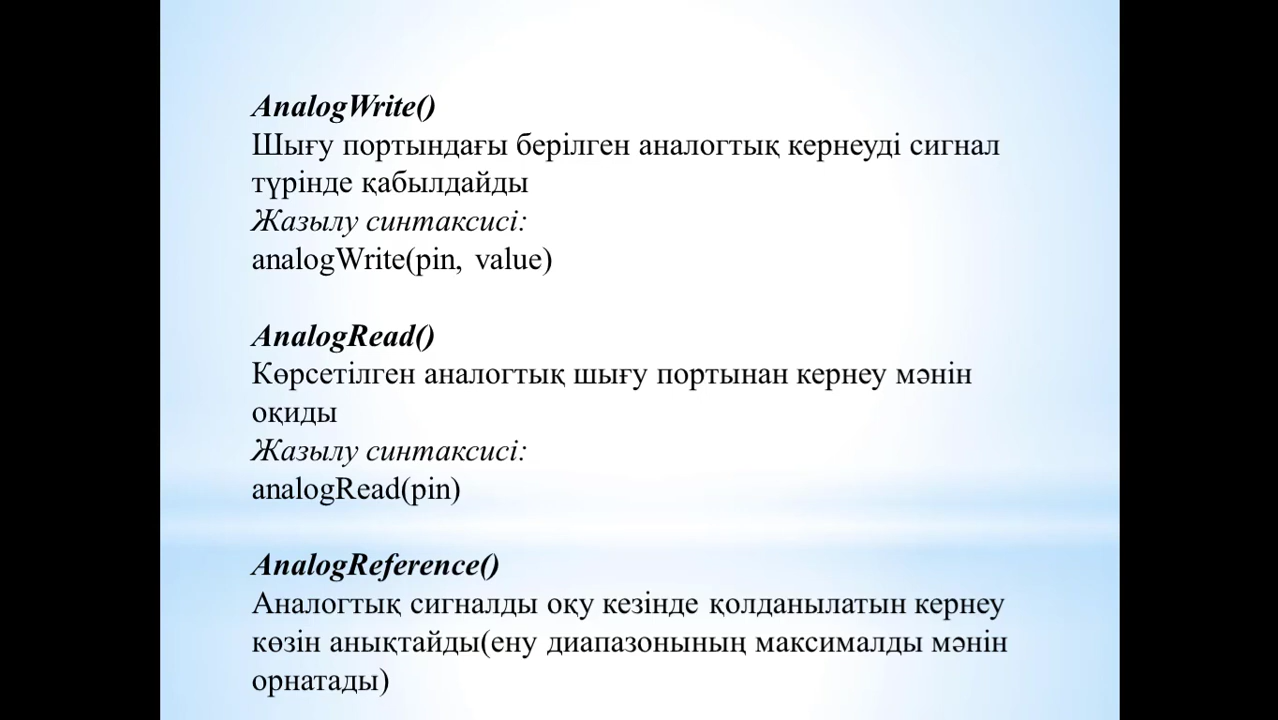 AnalogWrite()
Шығу портындағы берілген аналогтық кернеуді сигнал
түрінде қабылдайды
Жазылу синтаксисі:
analogWrite(pin, value)
AnalogRead()
Көрсетілген аналогтық шығу портынан кернеу мәнін
оқиды
Жазылу синтаксисі:
analogRead(pin)
AnalogReference()
Аналогтық сигналды оқу кезінде қолданылатын кернеу
көзін анықтайды(ену диапазонының максималды мәнін
орнатады)